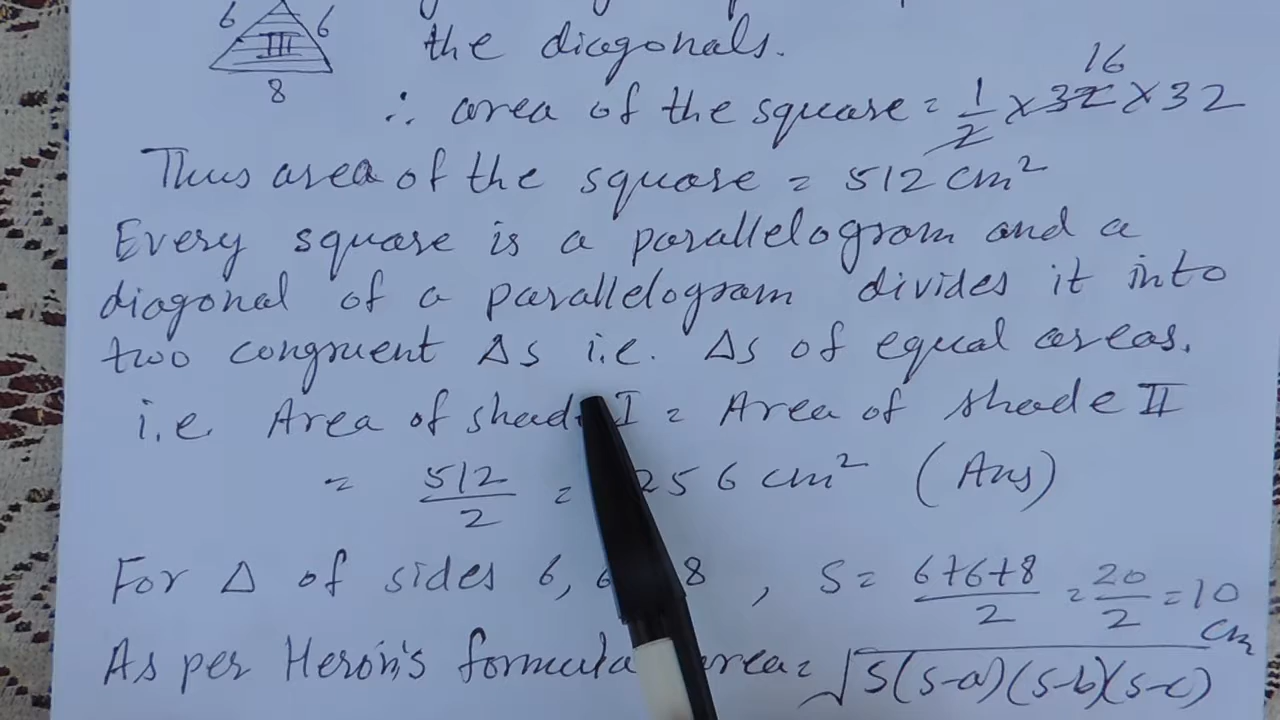 6 III 6
8
the diagonals.
16
∴ area of the square = 1/2 × 32 × 32
Thus area of the square = 512 cm²
Every square is a parallelogram and a
diagonal of a parallelogram divides it into
two congruent Δs i.e. Δs of equal areas.
i.e. Area of shade I = Area of shade II
= 512/2 = 256 cm² (Ans)
For Δ of sides 6, 6, 8, S = 6+6+8/2 = 20/2 = 10 cm
As per Heron's formula area = √S(S-a)(S-b)(S-c)